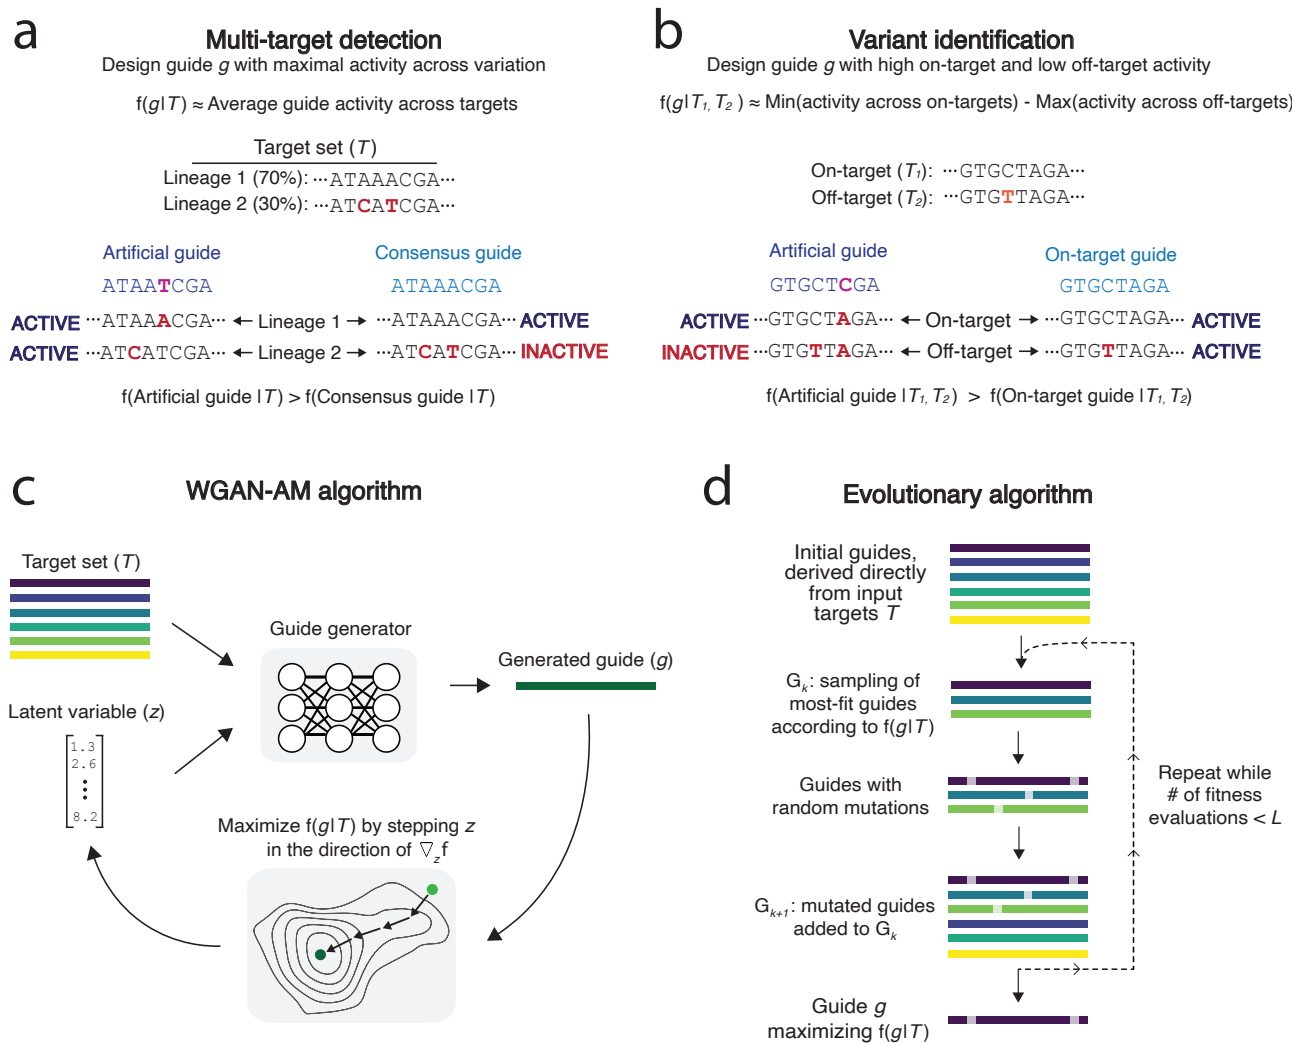 a
Multi-target detection
Design guide g with maximal activity across variation
f(g|T) ≈ Average guide activity across targets
Target set (T)
Lineage 1 (70%): ···ATAAACGA···
Lineage 2 (30%): ···ATCATCGA···
Artificial guide
Consensus guide
ATAATCGA
ATAAACGA
ACTIVE ···ATAAACGA··· ← Lineage 1 → ···ATAAACGA··· ACTIVE
ACTIVE ···ATCATCGA··· ← Lineage 2 → ···ATCATCGA··· INACTIVE
f(Artificial guide |T) > f(Consensus guide |T)
b
Variant identification
Design guide g with high on-target and low off-target activity
f(g|T1, T2 ) ≈ Min(activity across on-targets) - Max(activity across off-targets)
On-target (T1): ···GTGCTAGA···
Off-target (T2): ···GTGTTAGA···
Artificial guide
On-target guide
GTGCTCGA
GTGCTAGA
ACTIVE ···GTGCTAGA··· ← On-target → ···GTGCTAGA··· ACTIVE
INACTIVE ···GTGTTAGA··· ← Off-target → ···GTGTTAGA··· ACTIVE
f(Artificial guide |T1, T2) > f(On-target guide |T1, T2)
c
WGAN-AM algorithm
Target set (T)
Guide generator
Generated guide (g)
Latent variable (z)
1.3
2.6
8.2
Maximize f(g|T) by stepping z
in the direction of ∇z f
d
Evolutionary algorithm
Initial guides,
derived directly
from input
targets T
Gk: sampling of
most-fit guides
according to f(g|T)
Guides with
random mutations
Repeat while
# of fitness
evaluations < L
Gk+1: mutated guides
added to Gk
Guide g
maximizing f(g|T)